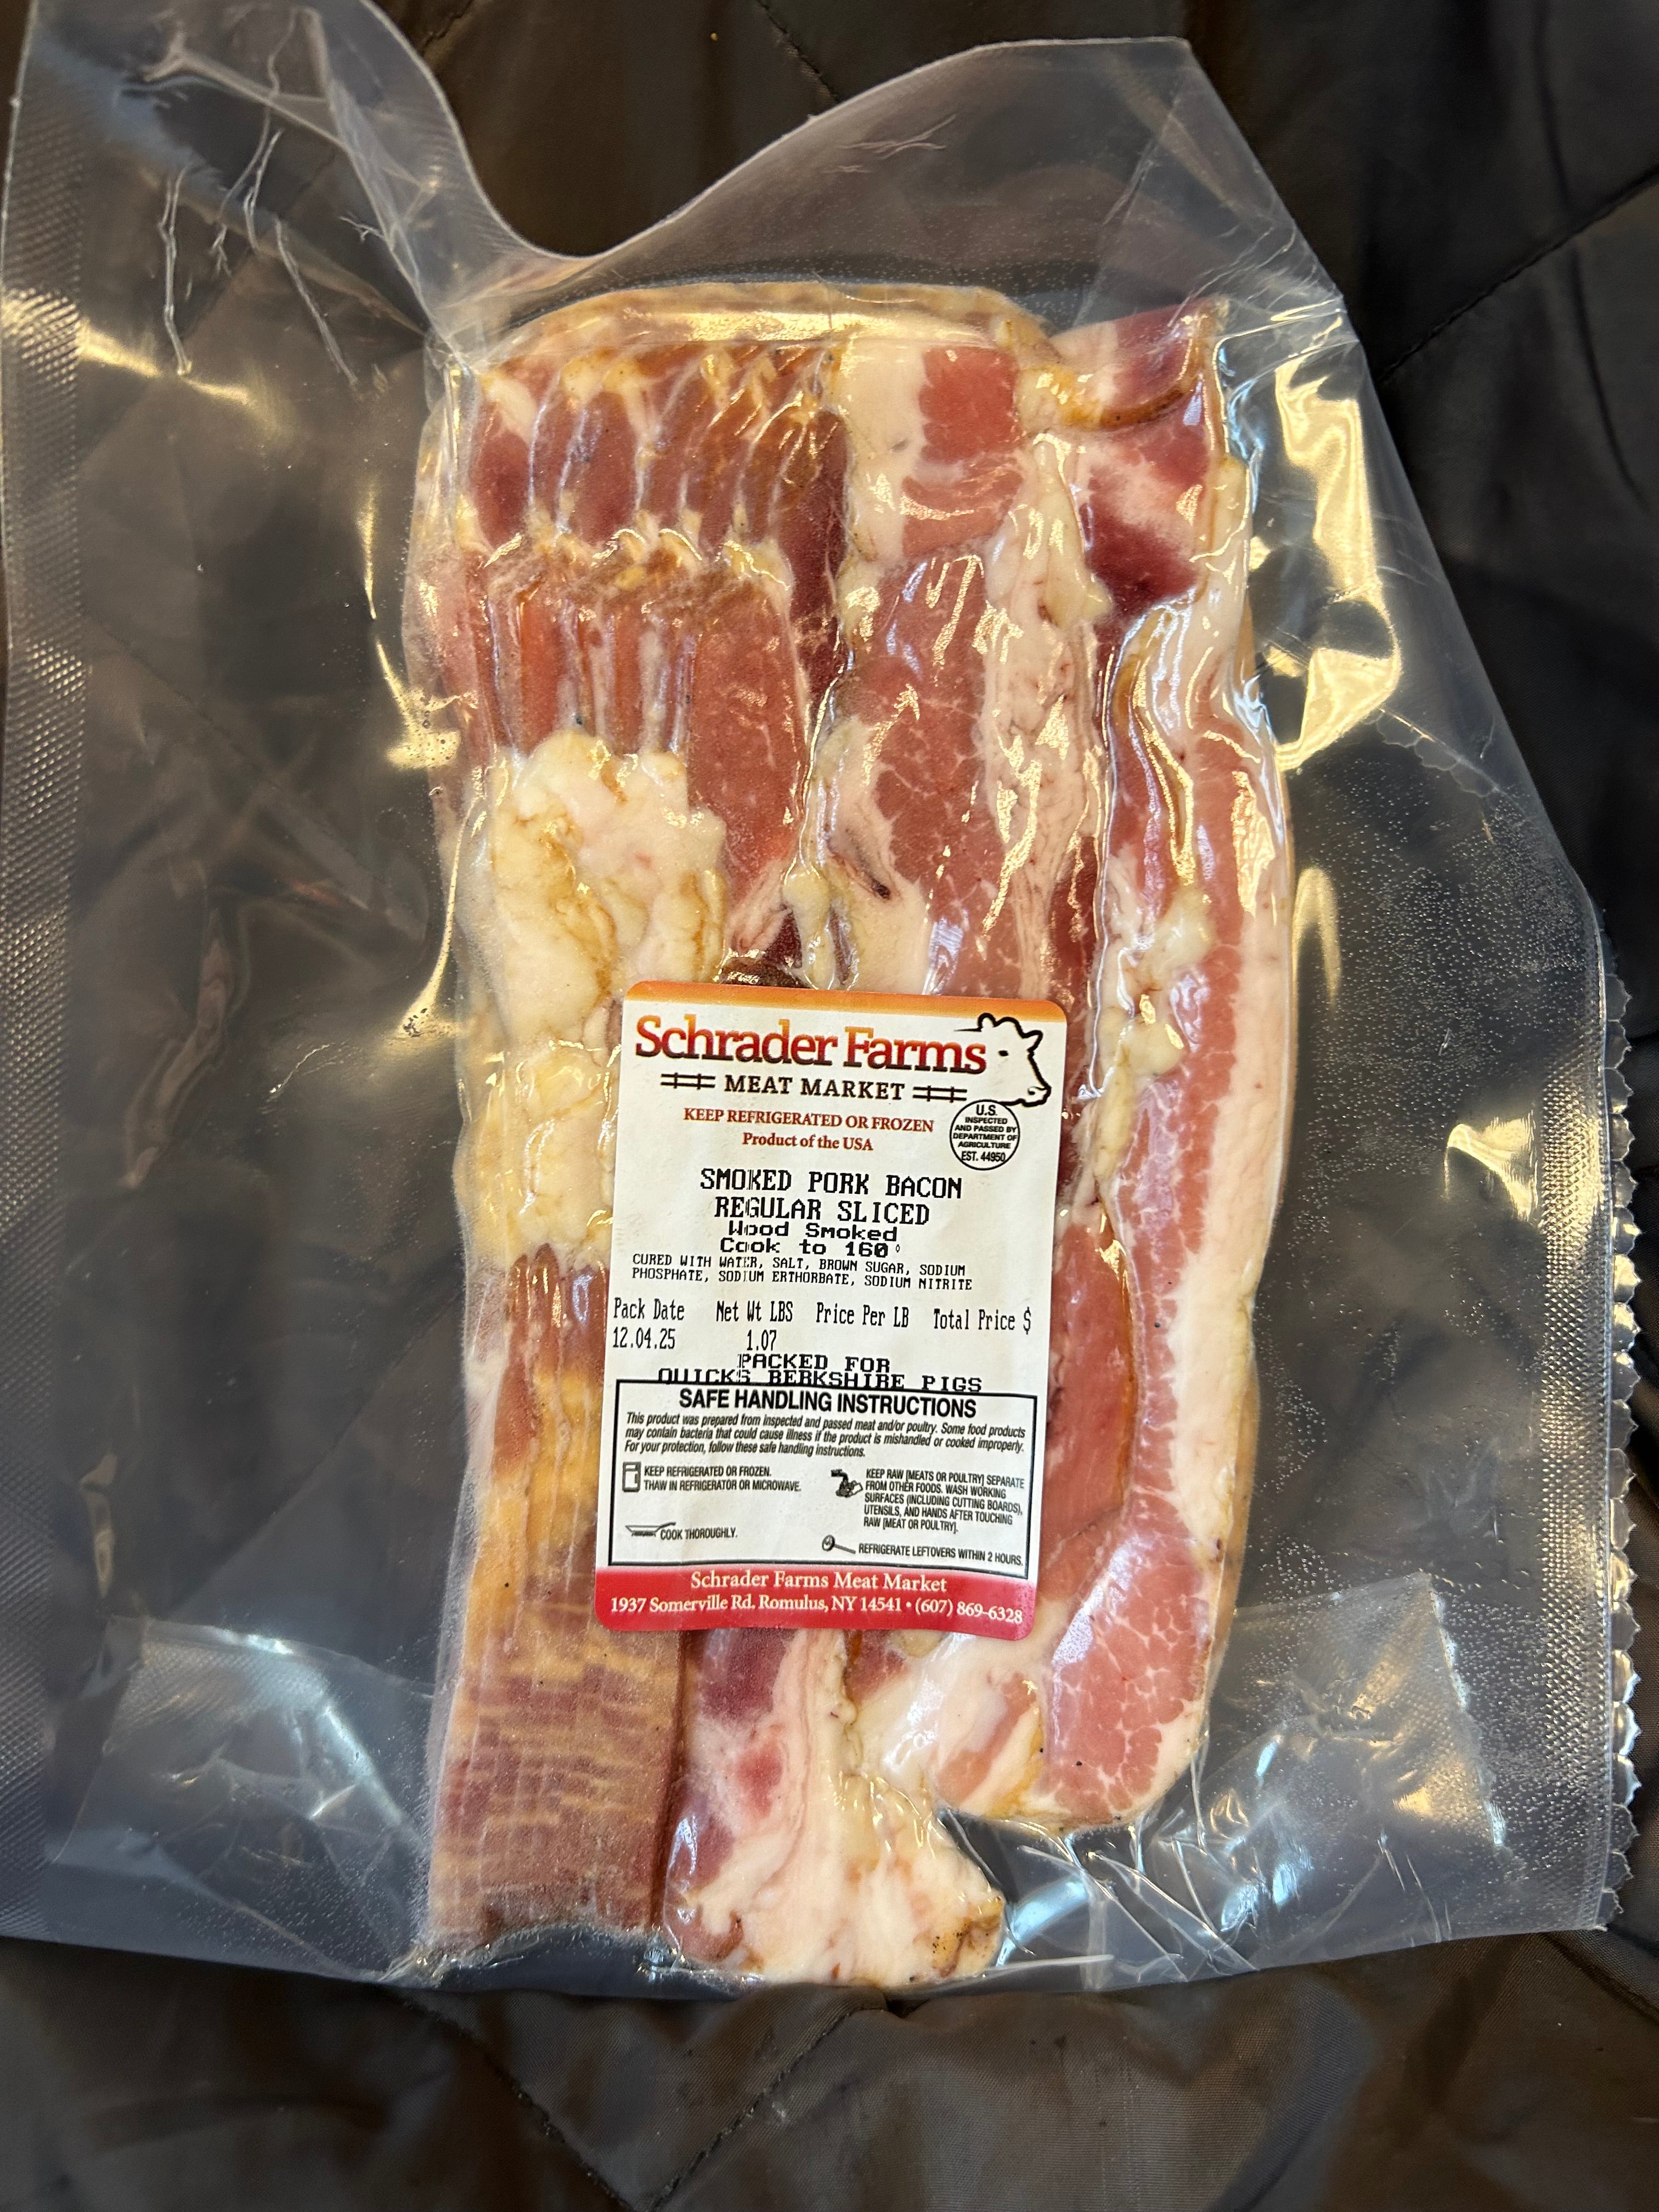 Schrader Farms
MEAT MARKET
KEEP REFRIGERATED OR FROZEN
Product of the USA
U.S.
INSPECTED
AND PASSED BY
DEPARTMENT OF
AGRICULTURE
EST. 44950
SMOKED PORK BACON
REGULAR SLICED
Wood Smoked
Cook to 160°
CURED WITH WATER, SALT, BROWN SUGAR, SODIUM
PHOSPHATE, SODIUM ERTHORBATE, SODIUM NITRITE
Pack Date Net Wt LBS Price Per LB Total Price $
12.04.25 1.07
PACKED FOR
QUICKS BERKSHIRE PIGS
SAFE HANDLING INSTRUCTIONS
This product was prepared from inspected and passed meat and/or poultry. Some food products
may contain bacteria that could cause illness if the product is mishandled or cooked improperly.
For your protection, follow these safe handling instructions.
KEEP REFRIGERATED OR FROZEN.
THAW IN REFRIGERATOR OR MICROWAVE.
KEEP RAW [MEATS OR POULTRY] SEPARATE
FROM OTHER FOODS. WASH WORKING
SURFACES (INCLUDING CUTTING BOARDS),
UTENSILS, AND HANDS AFTER TOUCHING
RAW [MEAT OR POULTRY].
COOK THOROUGHLY.
REFRIGERATE LEFTOVERS WITHIN 2 HOURS.
Schrader Farms Meat Market
1937 Somerville Rd. Romulus, NY 14541 • (607) 869-6328